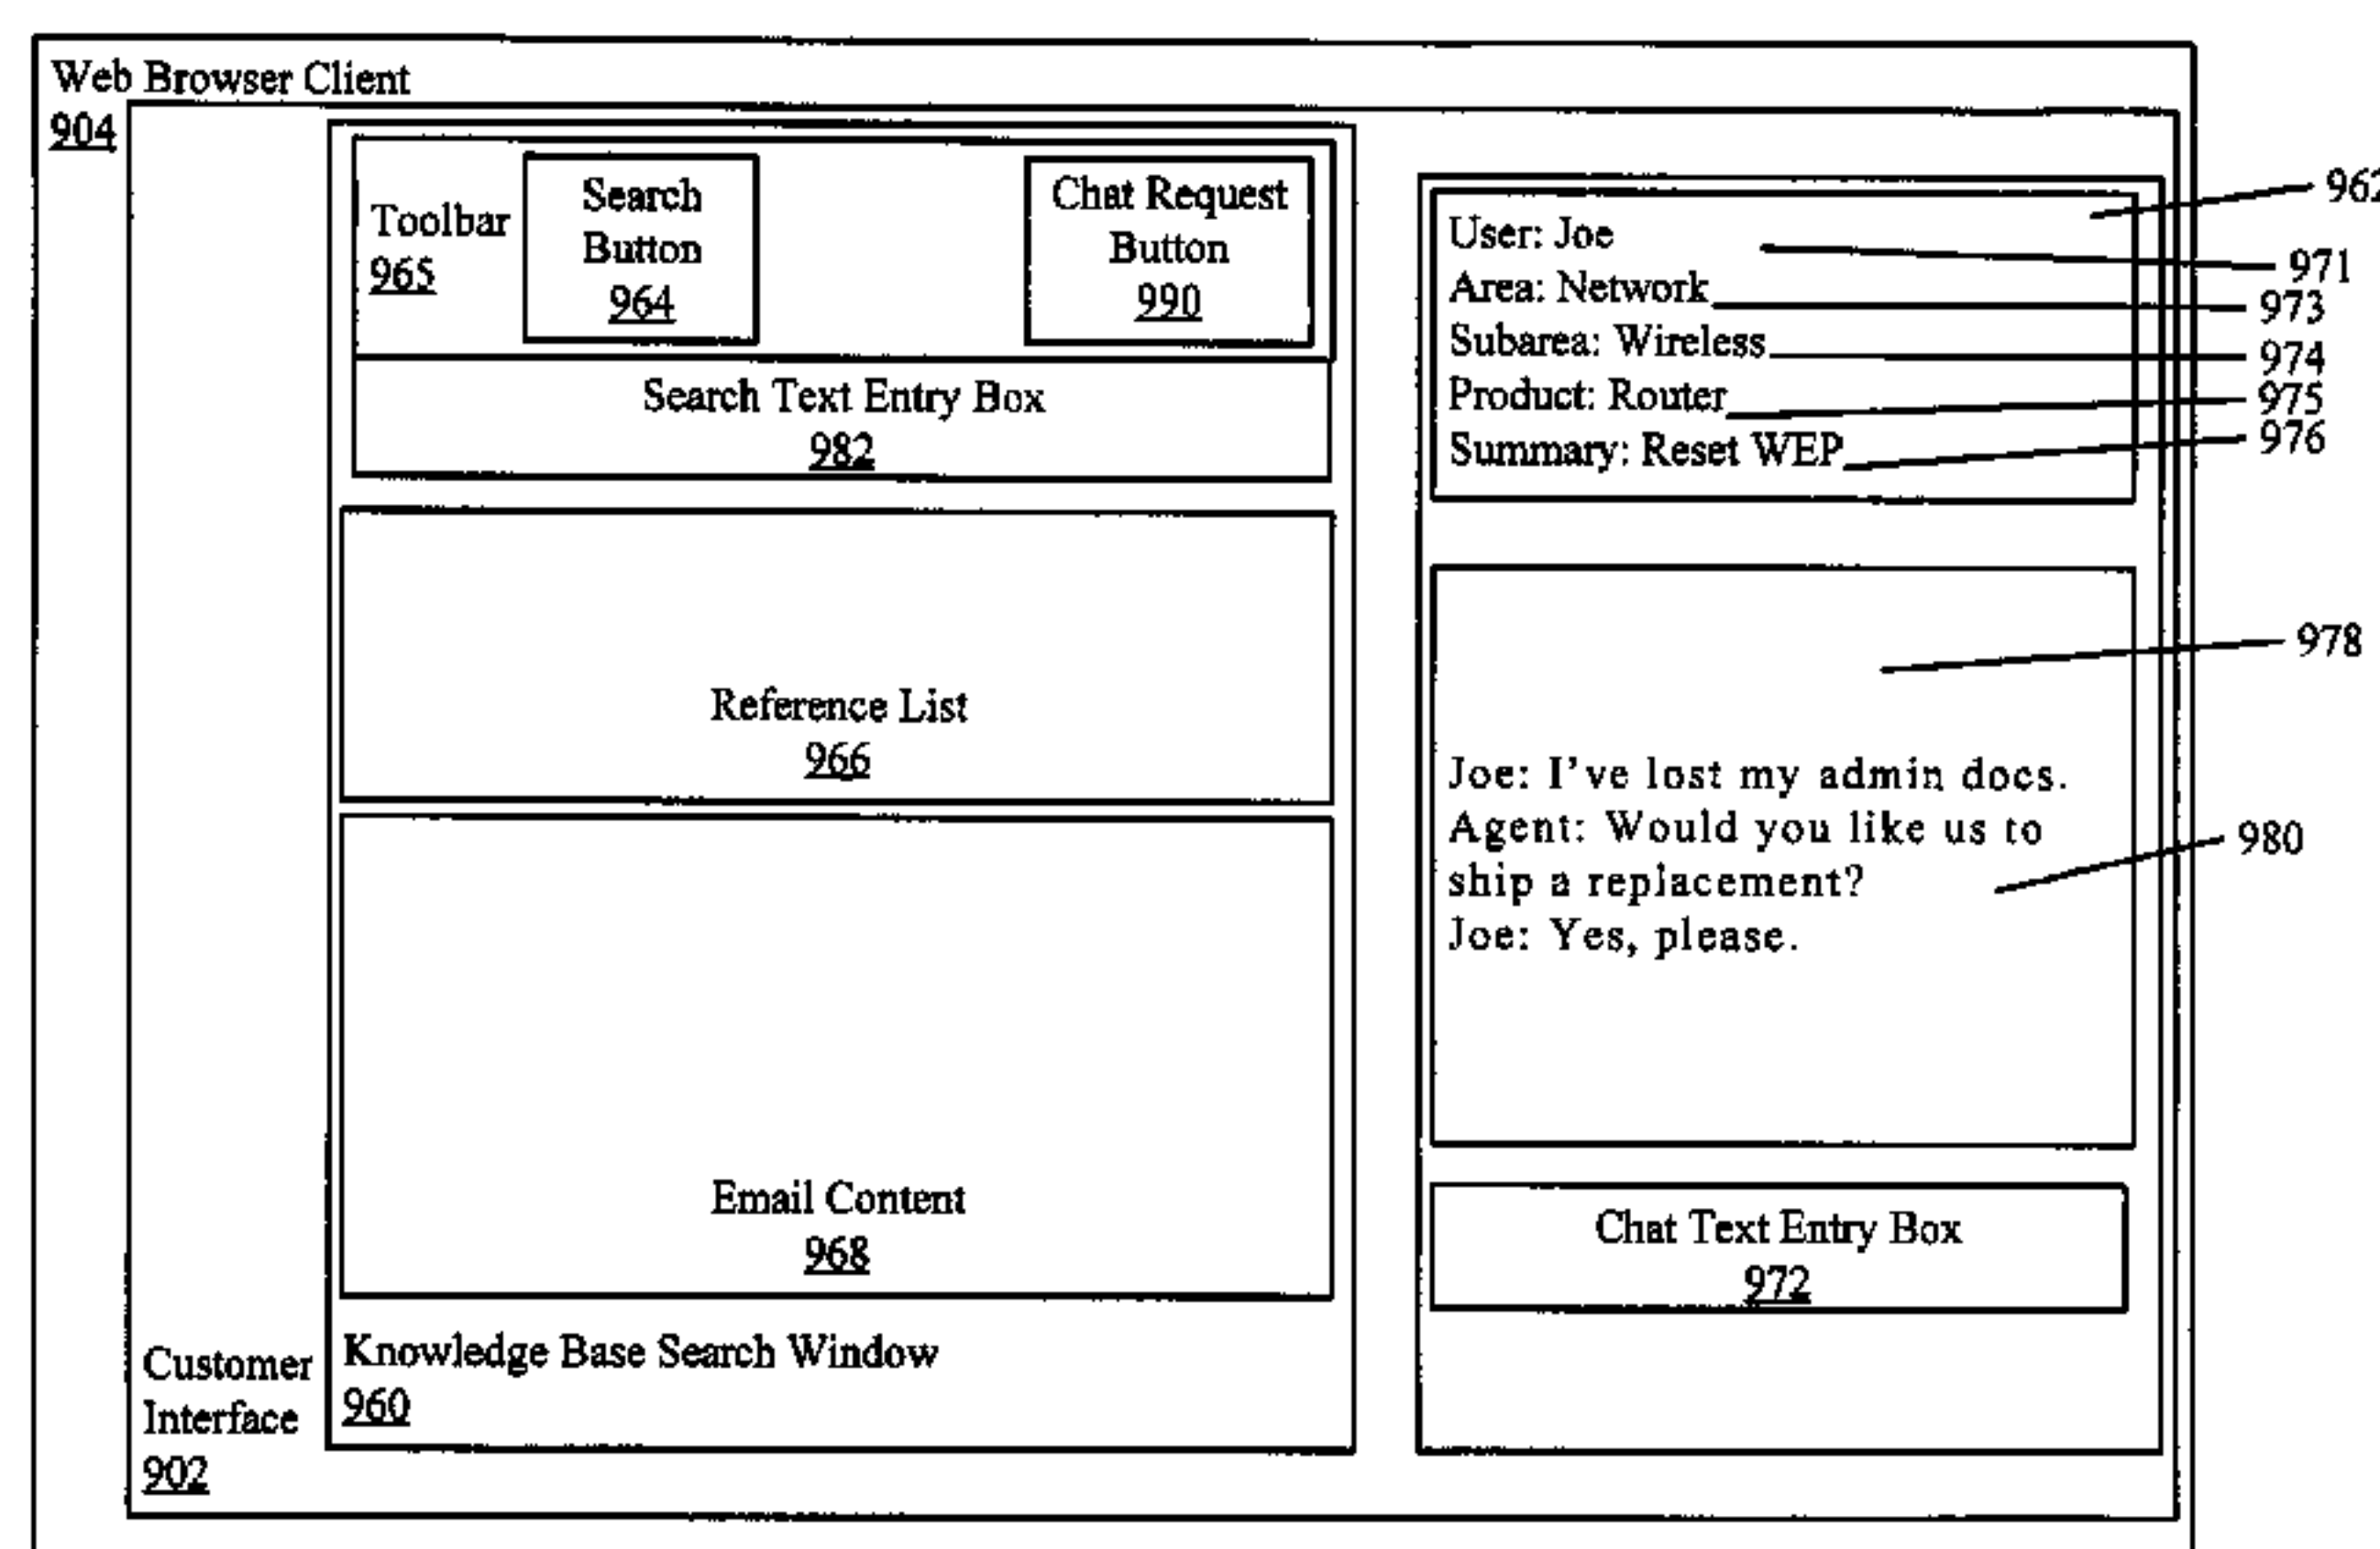 Web Browser Client
904
Toolbar
965
Search
Button
964
Chat Request
Button
990
Search Text Entry Box
982
Reference List
966
Email Content
968
Knowledge Base Search Window
960
Customer
Interface
902
User: Joe
Area: Network
Subarea: Wireless
Product: Router
Summary: Reset WEP
962
971
973
974
975
976
978
Joe: I've lost my admin docs.
Agent: Would you like us to
ship a replacement?
Joe: Yes, please.
980
Chat Text Entry Box
972